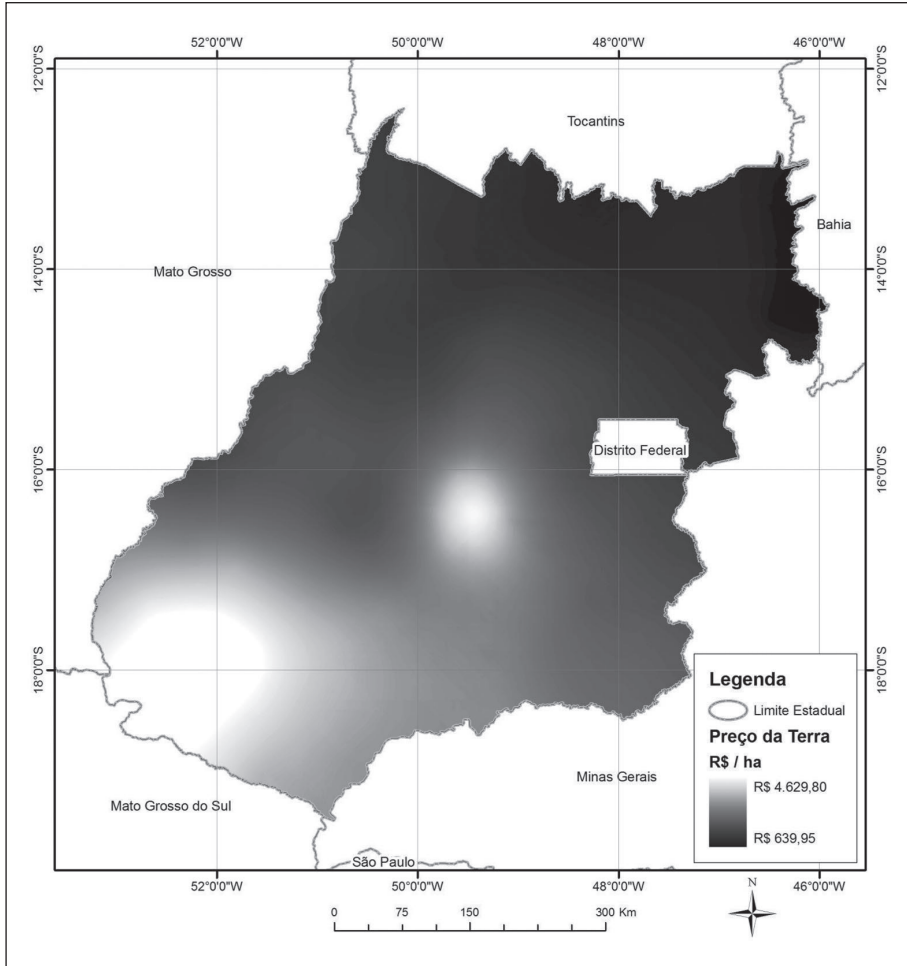 52°0'0"W 50°0'0"W 48°0'0"W 46°0'0"W
12°0'0"S
12°0'0"S
Tocantins
Bahia
Mato Grosso
14°0'0"S
14°0'0"S
Distrito Federal
16°0'0"S
16°0'0"S
18°0'0"S
18°0'0"S
Legenda
Limite Estadual
Preço da Terra
R$ / ha
R$ 4.629,80
R$ 639,95
Minas Gerais
Mato Grosso do Sul
São Paulo
52°0'0"W 50°0'0"W 48°0'0"W 46°0'0"W
N
0 75 150 300 Km